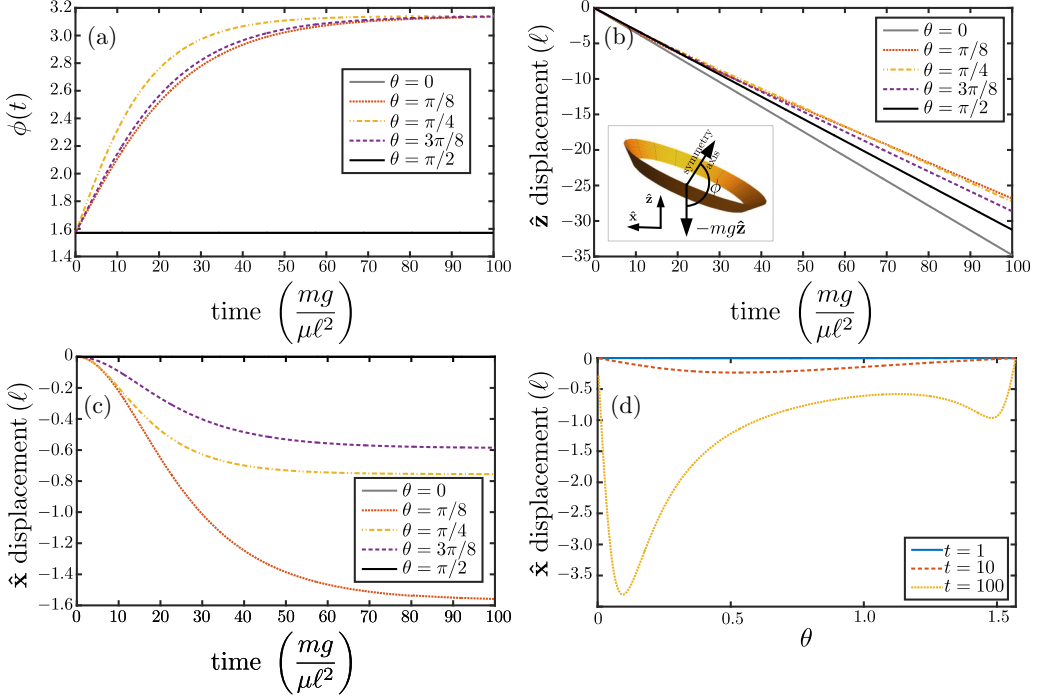 (a)
ϕ(t)
3.2
3.0
2.8
2.6
2.4
2.2
2.0
1.8
1.6
1.4
0 10 20 30 40 50 60 70 80 90 100
θ = 0
θ = π/8
θ = π/4
θ = 3π/8
θ = π/2
time (mg/μℓ²)
(b)
ẑ displacement (ℓ)
0
−5
−10
−15
−20
−25
−30
−35
0 10 20 30 40 50 60 70 80 90 100
θ = 0
θ = π/8
θ = π/4
θ = 3π/8
θ = π/2
symmetry
axis
ϕ
ẑ
x̂
−mgẑ
time (mg/μℓ²)
(c)
x̂ displacement (ℓ)
0
−0.2
−0.4
−0.6
−0.8
−1.0
−1.2
−1.4
−1.6
0 10 20 30 40 50 60 70 80 90 100
θ = 0
θ = π/8
θ = π/4
θ = 3π/8
θ = π/2
time (mg/μℓ²)
(d)
x̂ displacement (ℓ)
0
−0.5
−1.0
−1.5
−2.0
−2.5
−3.0
−3.5
0 0.5 1.0 1.5
t = 1
t = 10
t = 100
θ